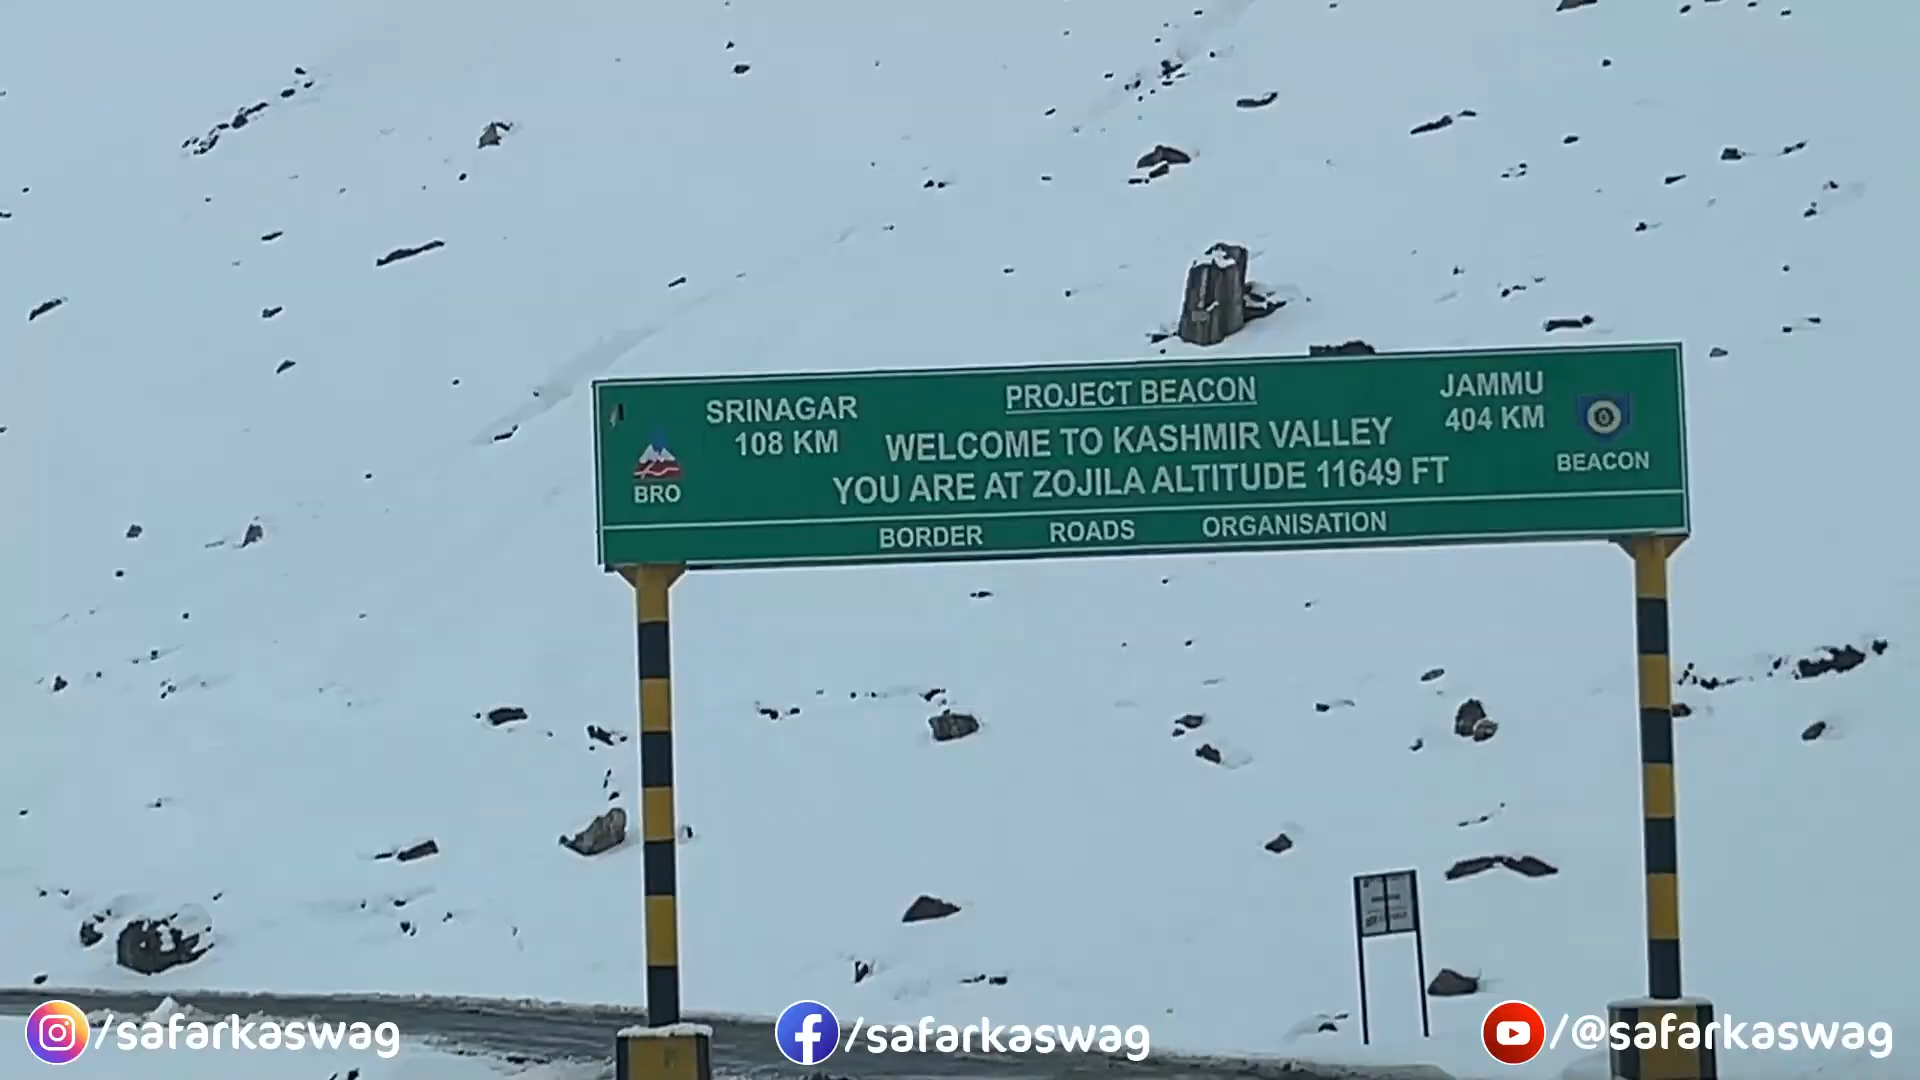 PROJECT BEACON
SRINAGAR
108 KM
JAMMU
404 KM
WELCOME TO KASHMIR VALLEY
YOU ARE AT ZOJILA ALTITUDE 11649 FT
BRO
BEACON
BORDER ROADS ORGANISATION
/safarkaswag
/safarkaswag
/@safarkaswag